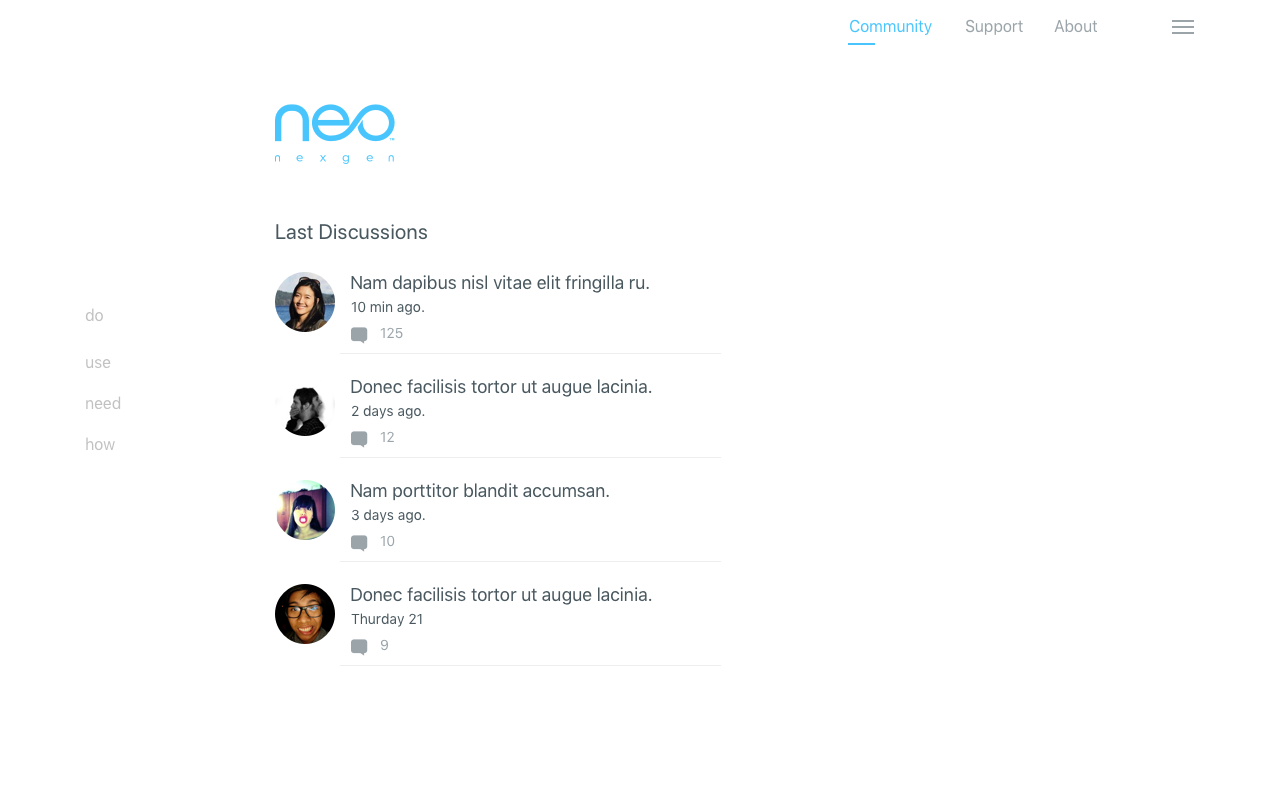 Community Support About
neo
nexgen
Last Discussions
Nam dapibus nisl vitae elit fringilla ru.
10 min ago.
125
Donec facilisis tortor ut augue lacinia.
2 days ago.
12
Nam porttitor blandit accumsan.
3 days ago.
10
Donec facilisis tortor ut augue lacinia.
Thurday 21
9
do
use
need
how